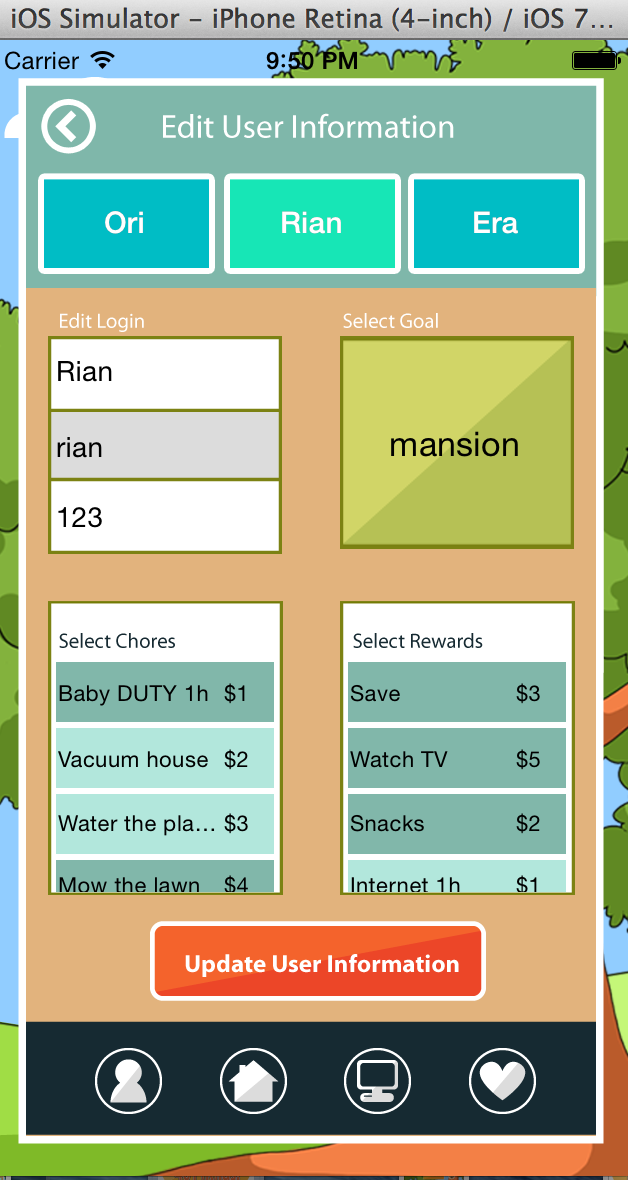 iOS Simulator – iPhone Retina (4-inch) / iOS 7...
Carrier 9:50 PM
Edit User Information
Ori Rian Era
Edit Login
Rian
rian
123
Select Goal
mansion
Select Chores
Baby DUTY 1h $1
Vacuum house $2
Water the pla... $3
Mow the lawn $4
Select Rewards
Save $3
Watch TV $5
Snacks $2
Internet 1h $1
Update User Information